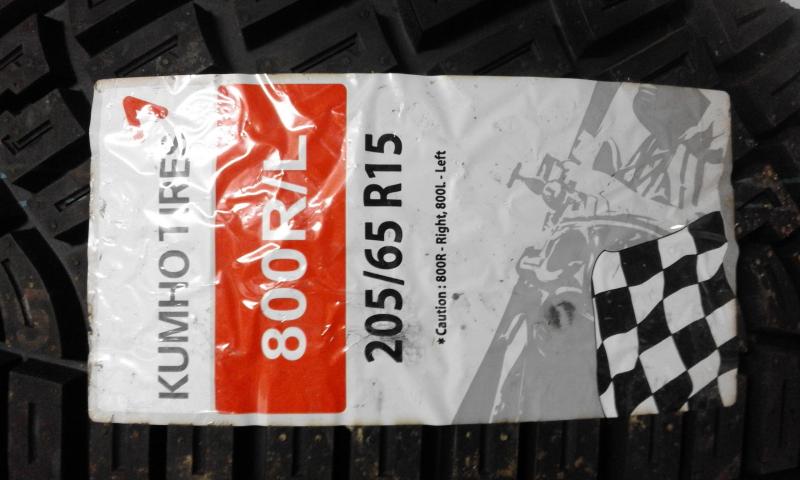 KUMHO TIRES
800R/L
205/65 R15
* Caution : 800R - Right, 800L - Left